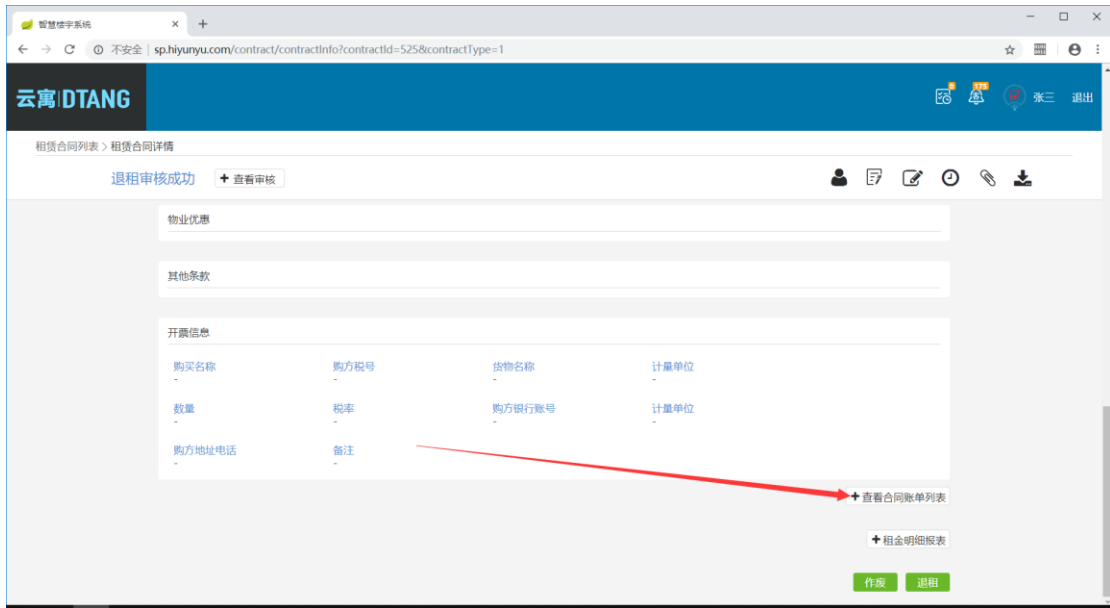 智慧楼宇系统
不安全 | sp.hiyunyu.com/contract/contractInfo?contractId=525&contractType=1
云寓|DTANG
6 175 张三 退出
租赁合同列表 > 租赁合同详情
退租审核成功 + 查看审核
物业优惠
其他条款
开票信息
购买名称 购方税号 货物名称 计量单位
- - - -
数量 税率 购方银行账号 计量单位
- - - -
购方地址电话 备注
- -
+ 查看合同账单列表
+ 租金明细报表
作废 退租